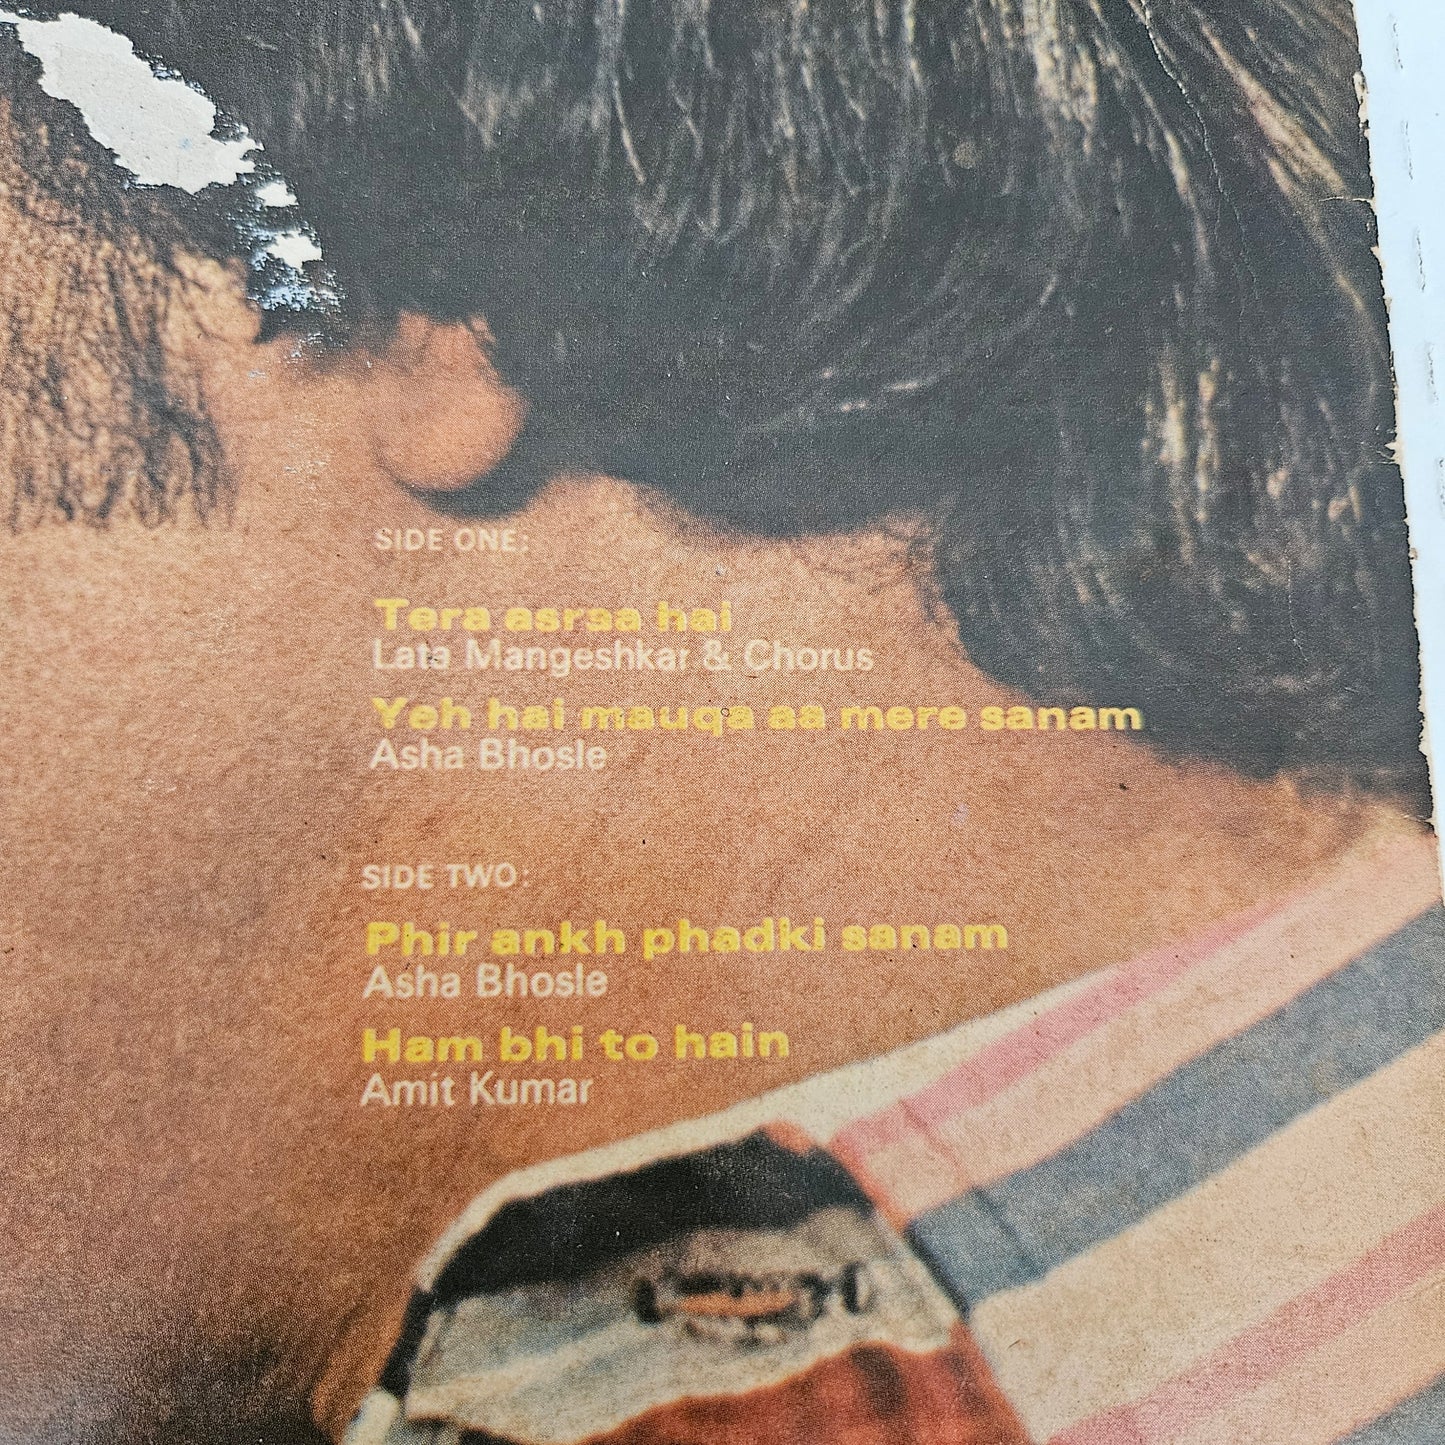 SIDE ONE:
Tera asraa hai
Lata Mangeshkar & Chorus
Yeh hai mauqa aa mere sanam
Asha Bhosle
SIDE TWO:
Phir ankh phadki sanam
Asha Bhosle
Ham bhi to hain
Amit Kumar